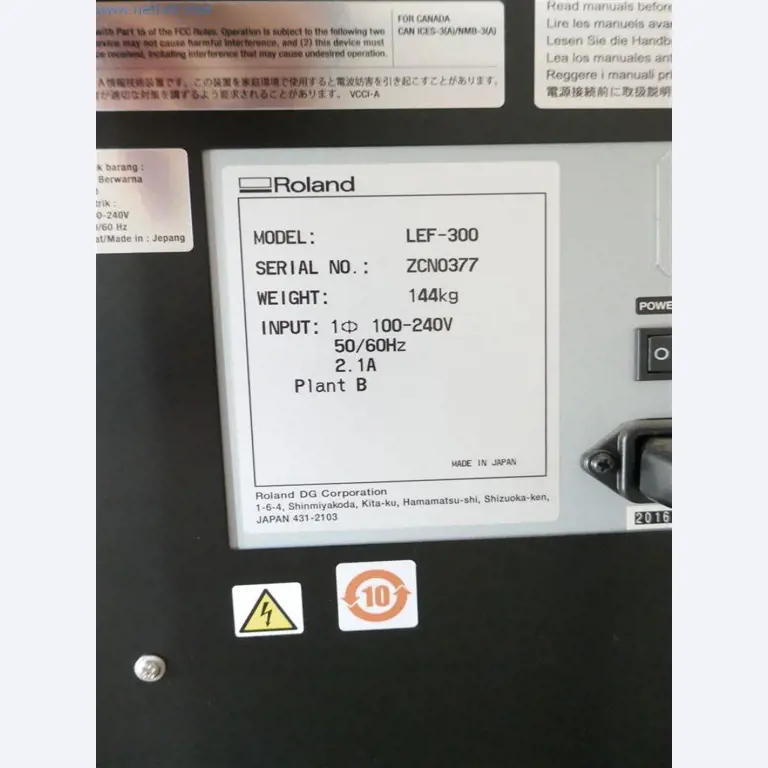 with Part 15 of the FCC Rules. Operation is subject to the following two
device may not cause harmful interference, and (2) this device must
received, including interference that may cause undesired operation.
FOR CANADA
CAN ICES-3(A)/NMB-3(A)
A情報技術装置です。この装置を家庭環境で使用すると電波妨害を引き起こすことがあります。
が適切な対策を講ずるよう要求されることがあります。 VCCI-A
Read manuals before
Lire les manuels
Lesen Sie die
Lea los manuales
Reggere i manuali
電源接続前に取扱説明
barang :
Berwarna
0-240V
/60 Hz
at/Made in : Jepang
Roland
MODEL: LEF-300
SERIAL NO.: ZCN0377
WEIGHT: 144kg
INPUT: 1Φ 100-240V
50/60Hz
2.1A
Plant B
MADE IN JAPAN
Roland DG Corporation
1-6-4, Shinmiyakoda, Kita-ku, Hamamatsu-shi, Shizuoka-ken,
JAPAN 431-2103
POWE
O
2016
10